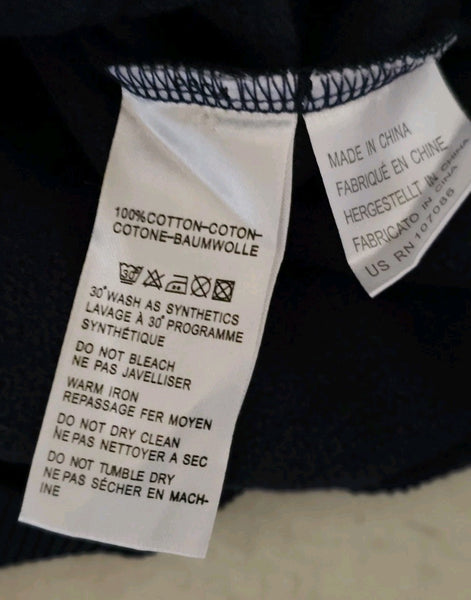 100%COTTON-COTON-
COTONE-BAUMWOLLE
30°WASH AS SYNTHETICS
LAVAGE À 30° PROGRAMME
SYNTHÉTIQUE
DO NOT BLEACH
NE PAS JAVELLISER
WARM IRON
REPASSAGE FER MOYEN
DO NOT DRY CLEAN
NE PAS NETTOYER A SEC
DO NOT TUMBLE DRY
NE PAS SÉCHER EN MACH-
INE
MADE IN CHINA
FABRIQUÉ EN CHINE
HERGESTELLT IN CHINA
FABRICATO IN CINA
US RN107086